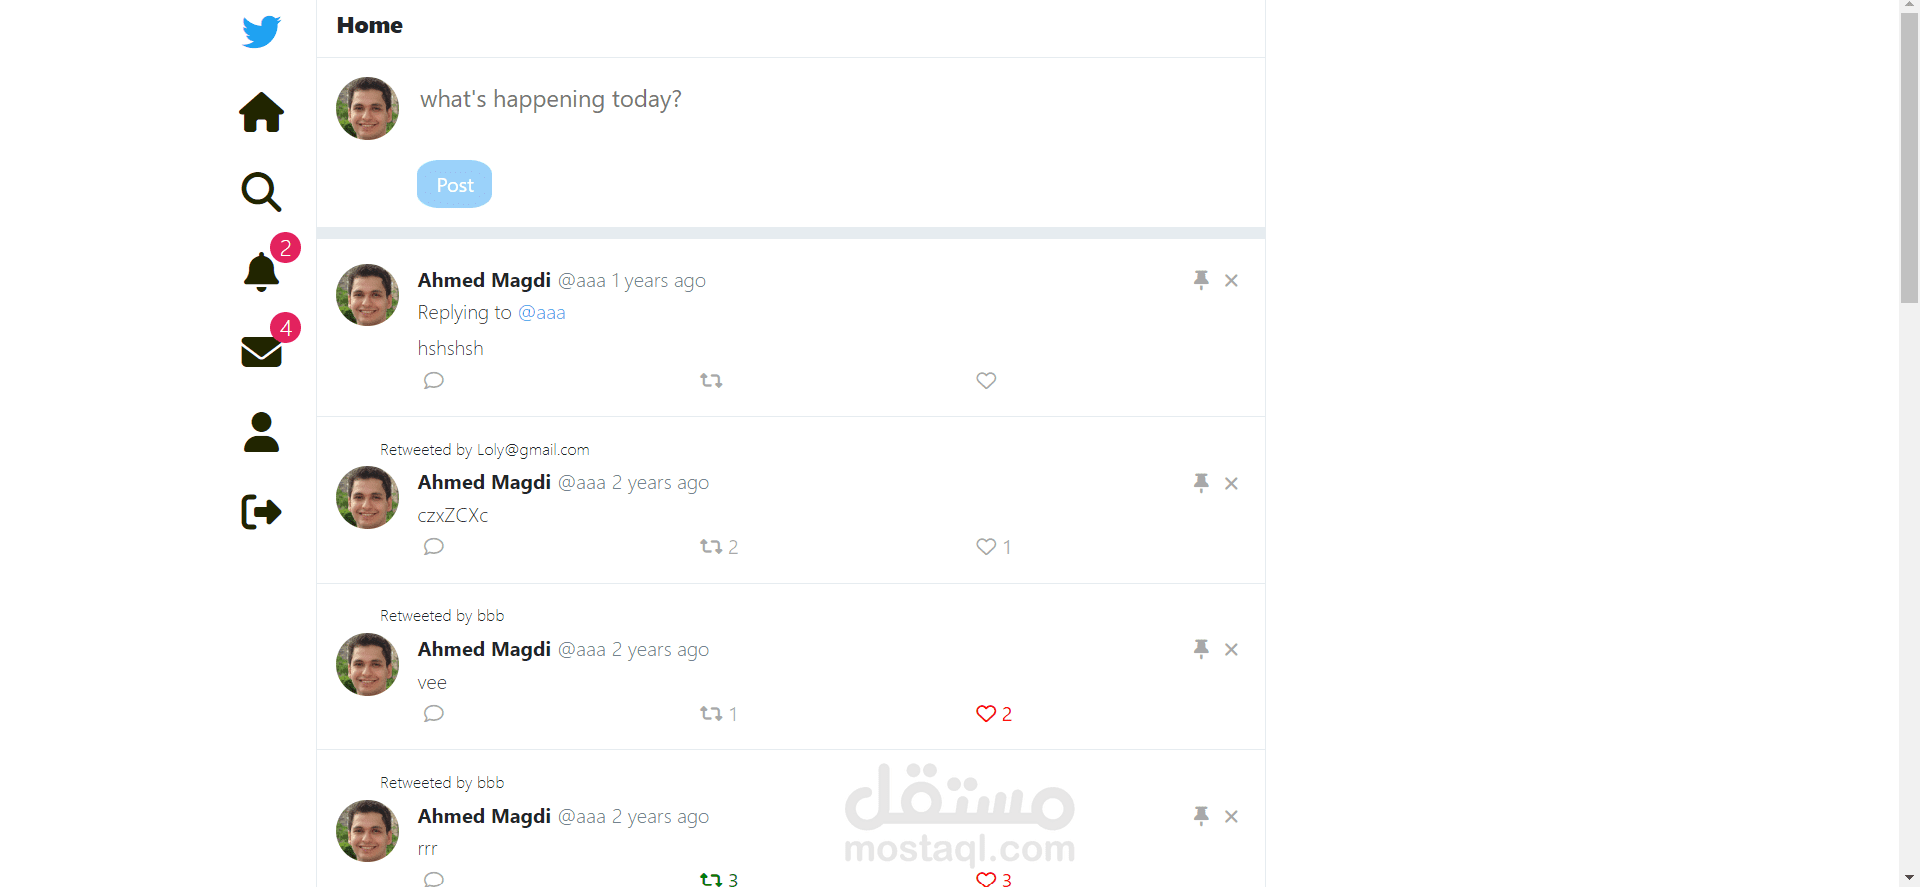 Home
what's happening today?
Post
2
4
Ahmed Magdi @aaa 1 years ago
Replying to @aaa
hshshsh
Retweeted by Loly@gmail.com
Ahmed Magdi @aaa 2 years ago
czxZCXc
2 1
Retweeted by bbb
Ahmed Magdi @aaa 2 years ago
vee
1 2
Retweeted by bbb
Ahmed Magdi @aaa 2 years ago
rrr
3 3
مستقل
mostaql.com